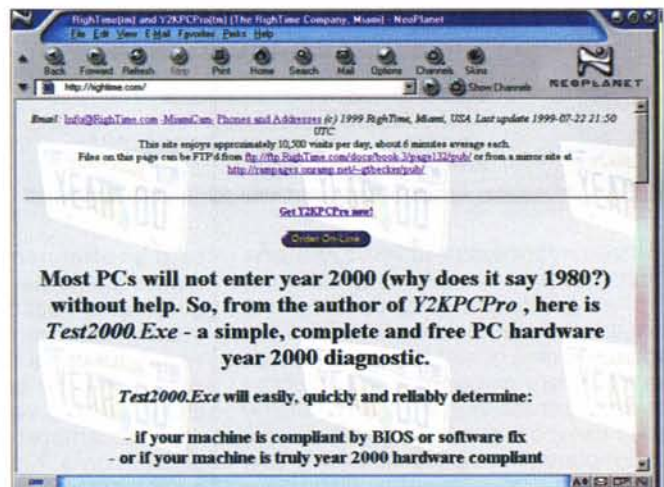 RighTime(tm) and Y2KPCPro(tm) (The RighTime Company, Miami) - NeoPlanet
File Edit View E-Mail Favorites Perks Help
Back Forward Refresh Stop Print Home Search Mail Options Channels Skins
NEOPLANET
http://rightime.com/
Show Channels
Email: Info@RighTime.com -MiamiCam- Phones and Addresses (c) 1999 RighTime, Miami, USA. Last update 1999-07-22 21:50
UTC
This site enjoys approximately 10,500 visits per day, about 6 minutes average each.
Files on this page can be FTP'd from ftp://ftp.RighTime.com/docs/book.3/page132/pub/ or from a mirror site at
http://rampages.onramp.net/~gtbecker/pub/
Get Y2KPCPro now!
Order On-Line
Most PCs will not enter year 2000 (why does it say 1980?)
without help. So, from the author of Y2KPCPro , here is
Test2000.Exe - a simple, complete and free PC hardware
year 2000 diagnostic.
Test2000.Exe will easily, quickly and reliably determine:
- if your machine is compliant by BIOS or software fix
- or if your machine is truly year 2000 hardware compliant